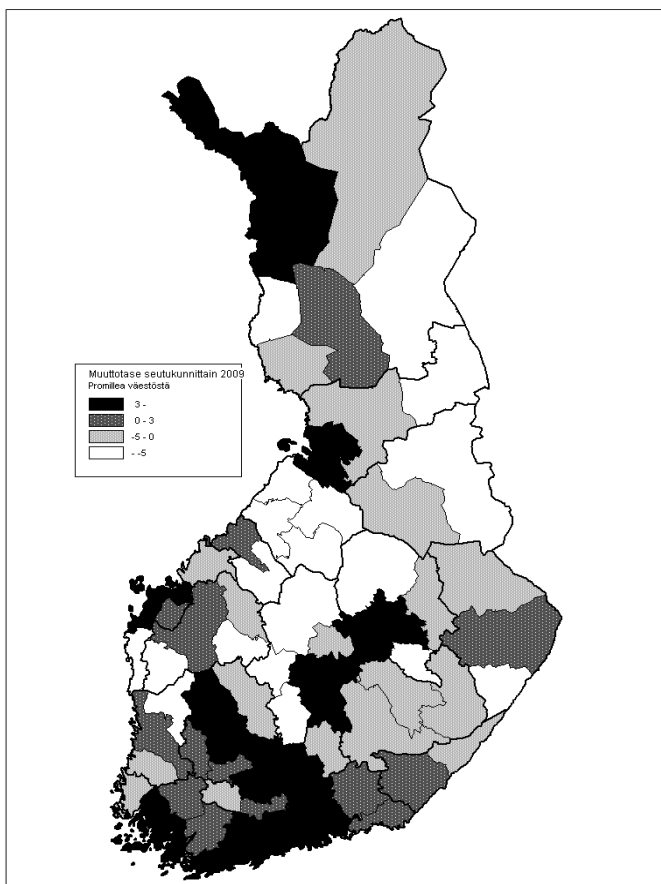 Muuttotase seutukunnittain 2009
Promillea väestöstä
3 -
0 - 3
-5 - 0
- -5